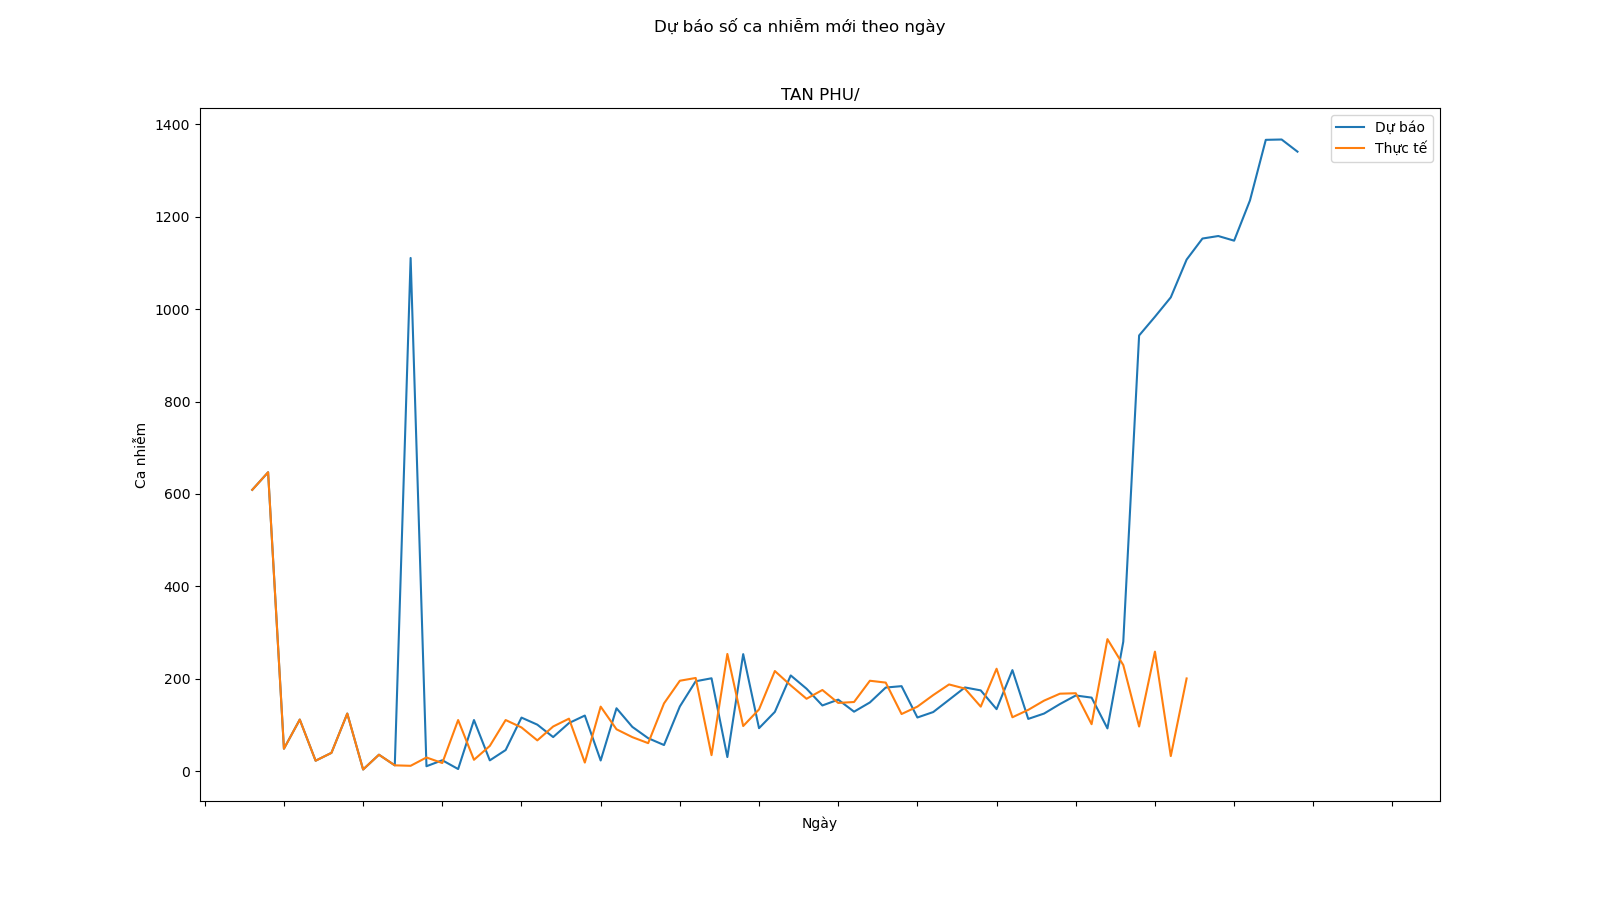 Dự báo số ca nhiễm mới theo ngày
TAN PHU/
Dự báo
Thực tế
1400
1200
1000
800
600
400
200
0
Ca nhiễm
Ngày